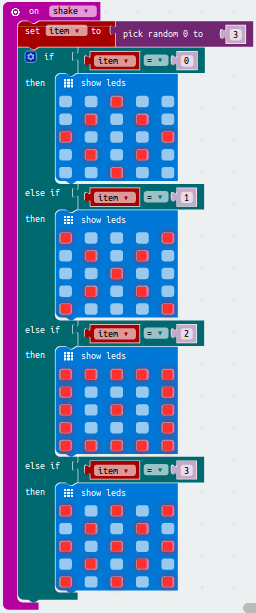 on shake
set item to pick random 0 to 3
if item = 0
then show leds
else if item = 1
then show leds
else if item = 2
then show leds
else if item = 3
then show leds